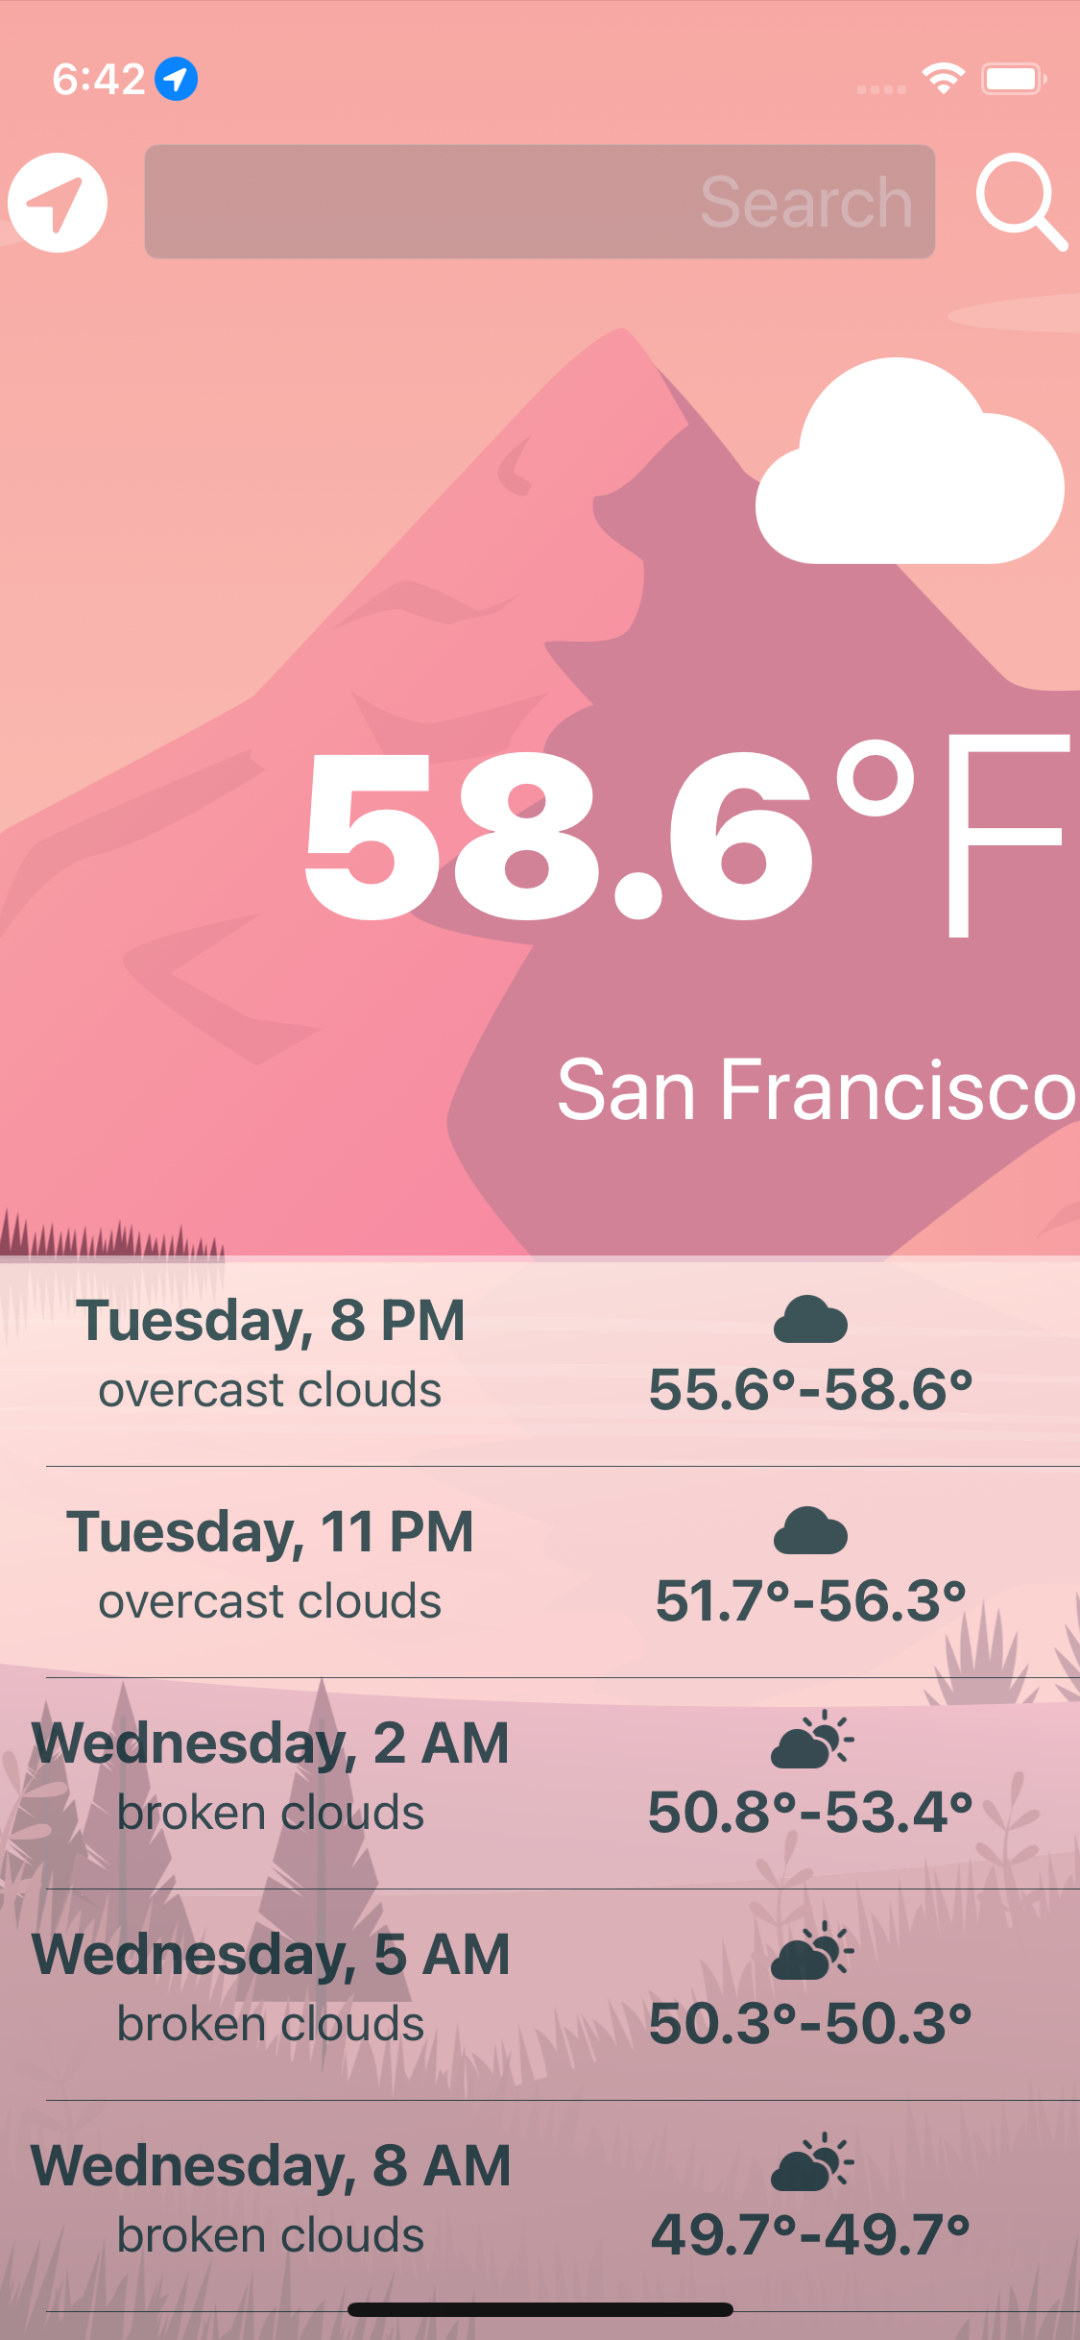 6:42
Search
58.6°F
San Francisco
Tuesday, 8 PM
overcast clouds
55.6°-58.6°
Tuesday, 11 PM
overcast clouds
51.7°-56.3°
Wednesday, 2 AM
broken clouds
50.8°-53.4°
Wednesday, 5 AM
broken clouds
50.3°-50.3°
Wednesday, 8 AM
broken clouds
49.7°-49.7°